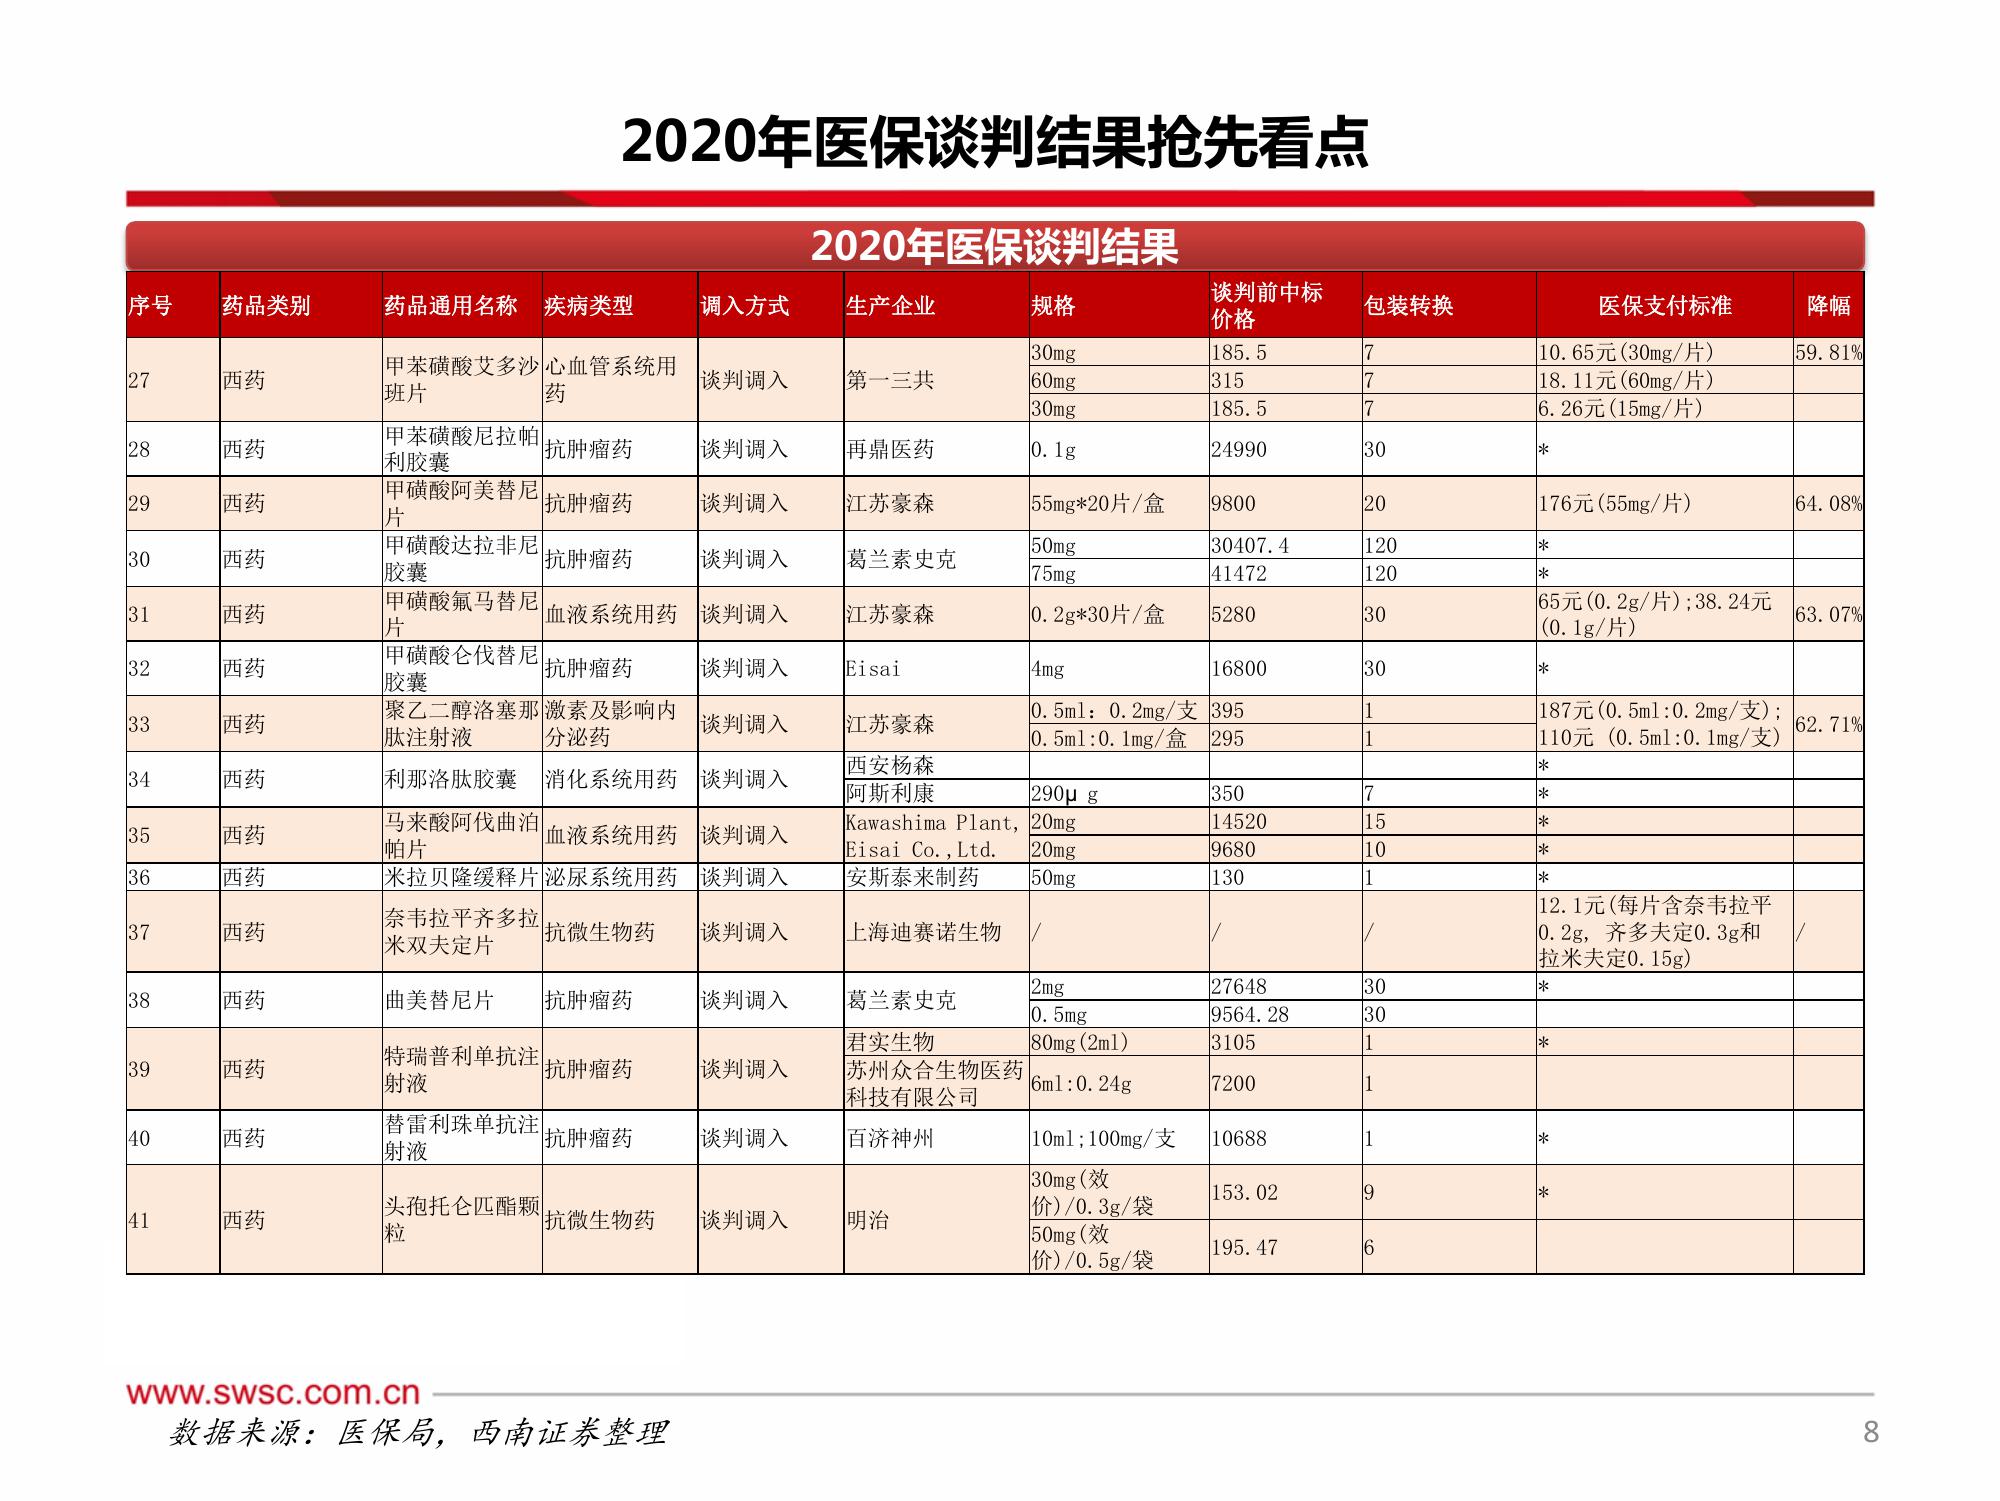 2020年医保谈判结果抢先看点
2020年医保谈判结果
序号 药品类别 药品通用名称 疾病类型 调入方式 生产企业 规格 谈判前中标价格 包装转换 医保支付标准 降幅
27 西药 甲苯磺酸艾多沙班片 心血管系统用药 谈判调入 第一三共 30mg 185.5 7 10.65元(30mg/片) 59.81%
60mg 315 7 18.11元(60mg/片)
30mg 185.5 7 6.26元(15mg/片)
28 西药 甲苯磺酸尼拉帕利胶囊 抗肿瘤药 谈判调入 再鼎医药 0.1g 24990 30 *
29 西药 甲磺酸阿美替尼片 抗肿瘤药 谈判调入 江苏豪森 55mg*20片/盒 9800 20 176元(55mg/片) 64.08%
30 西药 甲磺酸达拉非尼胶囊 抗肿瘤药 谈判调入 葛兰素史克 50mg 30407.4 120 *
75mg 41472 120 *
31 西药 甲磺酸氟马替尼片 血液系统用药 谈判调入 江苏豪森 0.2g*30片/盒 5280 30 65元(0.2g/片);38.24元(0.1g/片) 63.07%
32 西药 甲磺酸仑伐替尼胶囊 抗肿瘤药 谈判调入 Eisai 4mg 16800 30 *
33 西药 聚乙二醇洛塞那肽注射液 激素及影响内分泌药 谈判调入 江苏豪森 0.5ml：0.2mg/支 395 1 187元(0.5ml:0.2mg/支); 62.71%
0.5ml:0.1mg/盒 295 1 110元 (0.5ml:0.1mg/支)
34 西药 利那洛肽胶囊 消化系统用药 谈判调入 西安杨森 *
阿斯利康 290μg 350 7 *
35 西药 马来酸阿伐曲泊帕片 血液系统用药 谈判调入 Kawashima Plant, 20mg 14520 15 *
Eisai Co.,Ltd. 20mg 9680 10 *
36 西药 米拉贝隆缓释片 泌尿系统用药 谈判调入 安斯泰来制药 50mg 130 1 *
37 西药 奈韦拉平齐多拉米双夫定片 抗微生物药 谈判调入 上海迪赛诺生物 / / / 12.1元(每片含奈韦拉平0.2g, 齐多夫定0.3g和拉米夫定0.15g) /
38 西药 曲美替尼片 抗肿瘤药 谈判调入 葛兰素史克 2mg 27648 30 *
0.5mg 9564.28 30
39 西药 特瑞普利单抗注射液 抗肿瘤药 谈判调入 君实生物 80mg(2ml) 3105 1 *
苏州众合生物医药科技有限公司 6ml:0.24g 7200 1
40 西药 替雷利珠单抗注射液 抗肿瘤药 谈判调入 百济神州 10ml;100mg/支 10688 1 *
41 西药 头孢托仑匹酯颗粒 抗微生物药 谈判调入 明治 30mg(效价)/0.3g/袋 153.02 9 *
50mg(效价)/0.5g/袋 195.47 6
www.swsc.com.cn
数据来源：医保局，西南证券整理
8